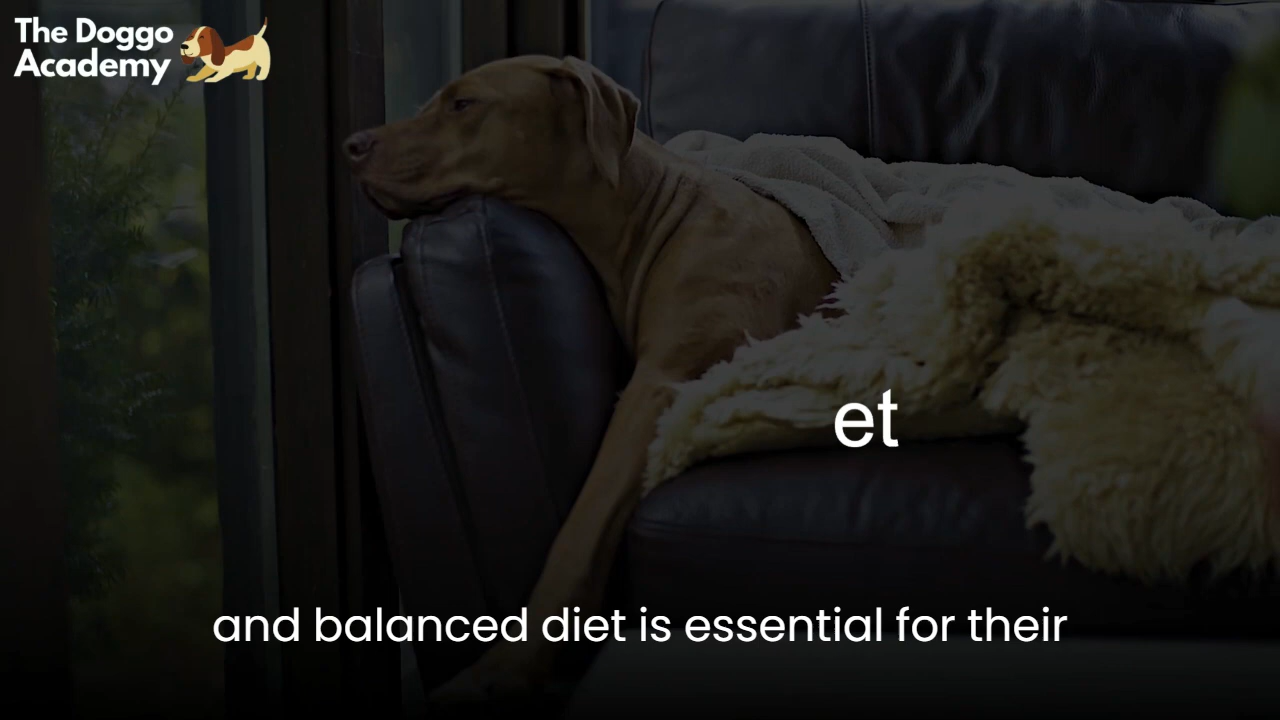 The Doggo
Academy
et
and balanced diet is essential for their